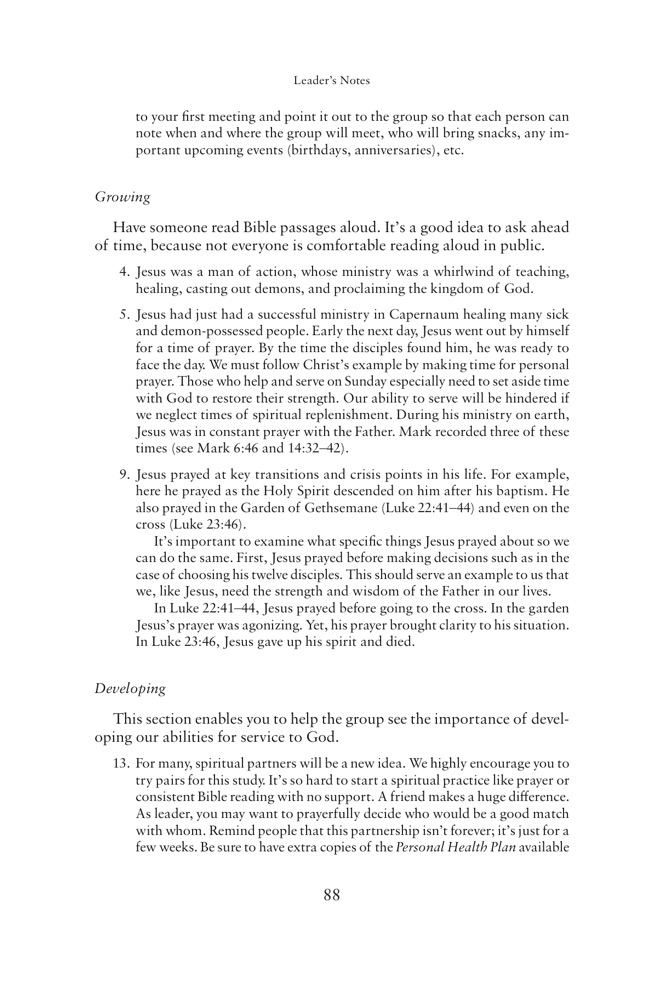 Leader's Notes
to your first meeting and point it out to the group so that each person can
note when and where the group will meet, who will bring snacks, any im-
portant upcoming events (birthdays, anniversaries), etc.
Growing
Have someone read Bible passages aloud. It's a good idea to ask ahead
of time, because not everyone is comfortable reading aloud in public.
4. Jesus was a man of action, whose ministry was a whirlwind of teaching,
healing, casting out demons, and proclaiming the kingdom of God.
5. Jesus had just had a successful ministry in Capernaum healing many sick
and demon-possessed people. Early the next day, Jesus went out by himself
for a time of prayer. By the time the disciples found him, he was ready to
face the day. We must follow Christ's example by making time for personal
prayer. Those who help and serve on Sunday especially need to set aside time
with God to restore their strength. Our ability to serve will be hindered if
we neglect times of spiritual replenishment. During his ministry on earth,
Jesus was in constant prayer with the Father. Mark recorded three of these
times (see Mark 6:46 and 14:32–42).
9. Jesus prayed at key transitions and crisis points in his life. For example,
here he prayed as the Holy Spirit descended on him after his baptism. He
also prayed in the Garden of Gethsemane (Luke 22:41–44) and even on the
cross (Luke 23:46).
It's important to examine what specific things Jesus prayed about so we
can do the same. First, Jesus prayed before making decisions such as in the
case of choosing his twelve disciples. This should serve an example to us that
we, like Jesus, need the strength and wisdom of the Father in our lives.
In Luke 22:41–44, Jesus prayed before going to the cross. In the garden
Jesus's prayer was agonizing. Yet, his prayer brought clarity to his situation.
In Luke 23:46, Jesus gave up his spirit and died.
Developing
This section enables you to help the group see the importance of devel-
oping our abilities for service to God.
13. For many, spiritual partners will be a new idea. We highly encourage you to
try pairs for this study. It's so hard to start a spiritual practice like prayer or
consistent Bible reading with no support. A friend makes a huge difference.
As leader, you may want to prayerfully decide who would be a good match
with whom. Remind people that this partnership isn't forever; it's just for a
few weeks. Be sure to have extra copies of the Personal Health Plan available
88